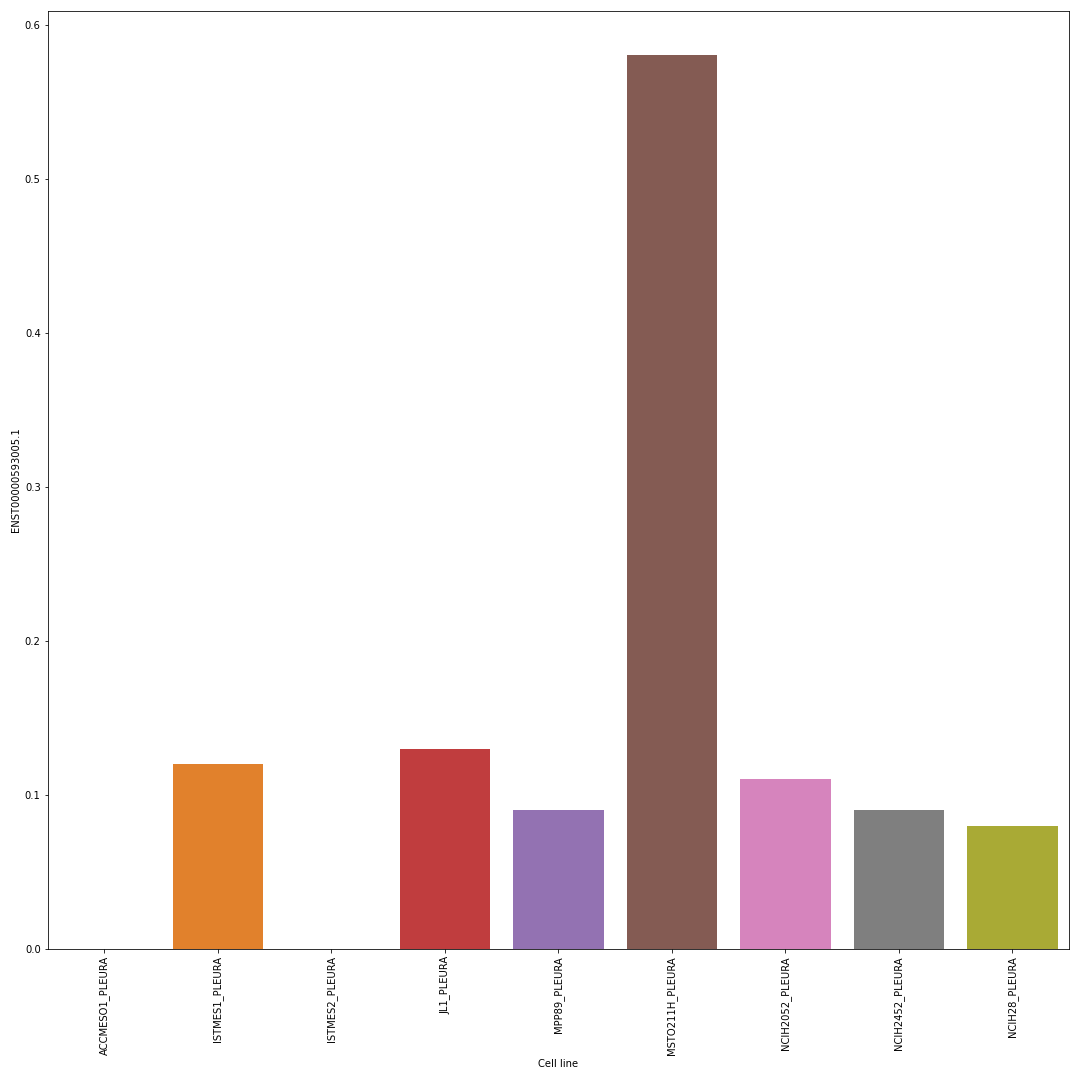 0.6
0.5
0.4
0.3
0.2
0.1
0.0
ENST00000593005.1
ACCMESO1_PLEURA
ISTMES1_PLEURA
ISTMES2_PLEURA
JL1_PLEURA
MPP89_PLEURA
MSTO211H_PLEURA
NCIH2052_PLEURA
NCIH2452_PLEURA
NCIH28_PLEURA
Cell line